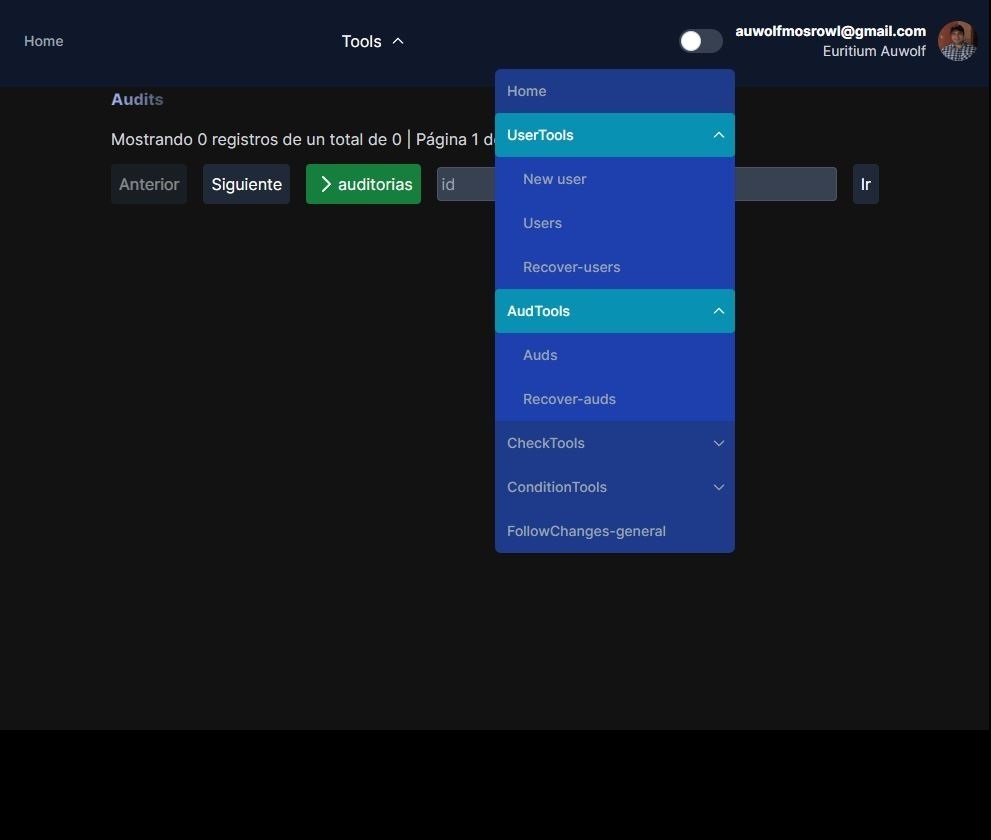 Home
Tools
auwolfmosrowl@gmail.com
Euritium Auwolf
Audits
Mostrando 0 registros de un total de 0 | Página 1
Anterior
Siguiente
auditorias
id
Ir
Home
UserTools
New user
Users
Recover-users
AudTools
Auds
Recover-auds
CheckTools
ConditionTools
FollowChanges-general